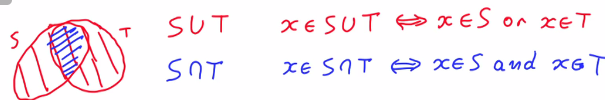 S T S∪T x∈S∪T ⟺ x∈S or x∈T
S∩T x∈S∩T ⟺ x∈S and x∈T